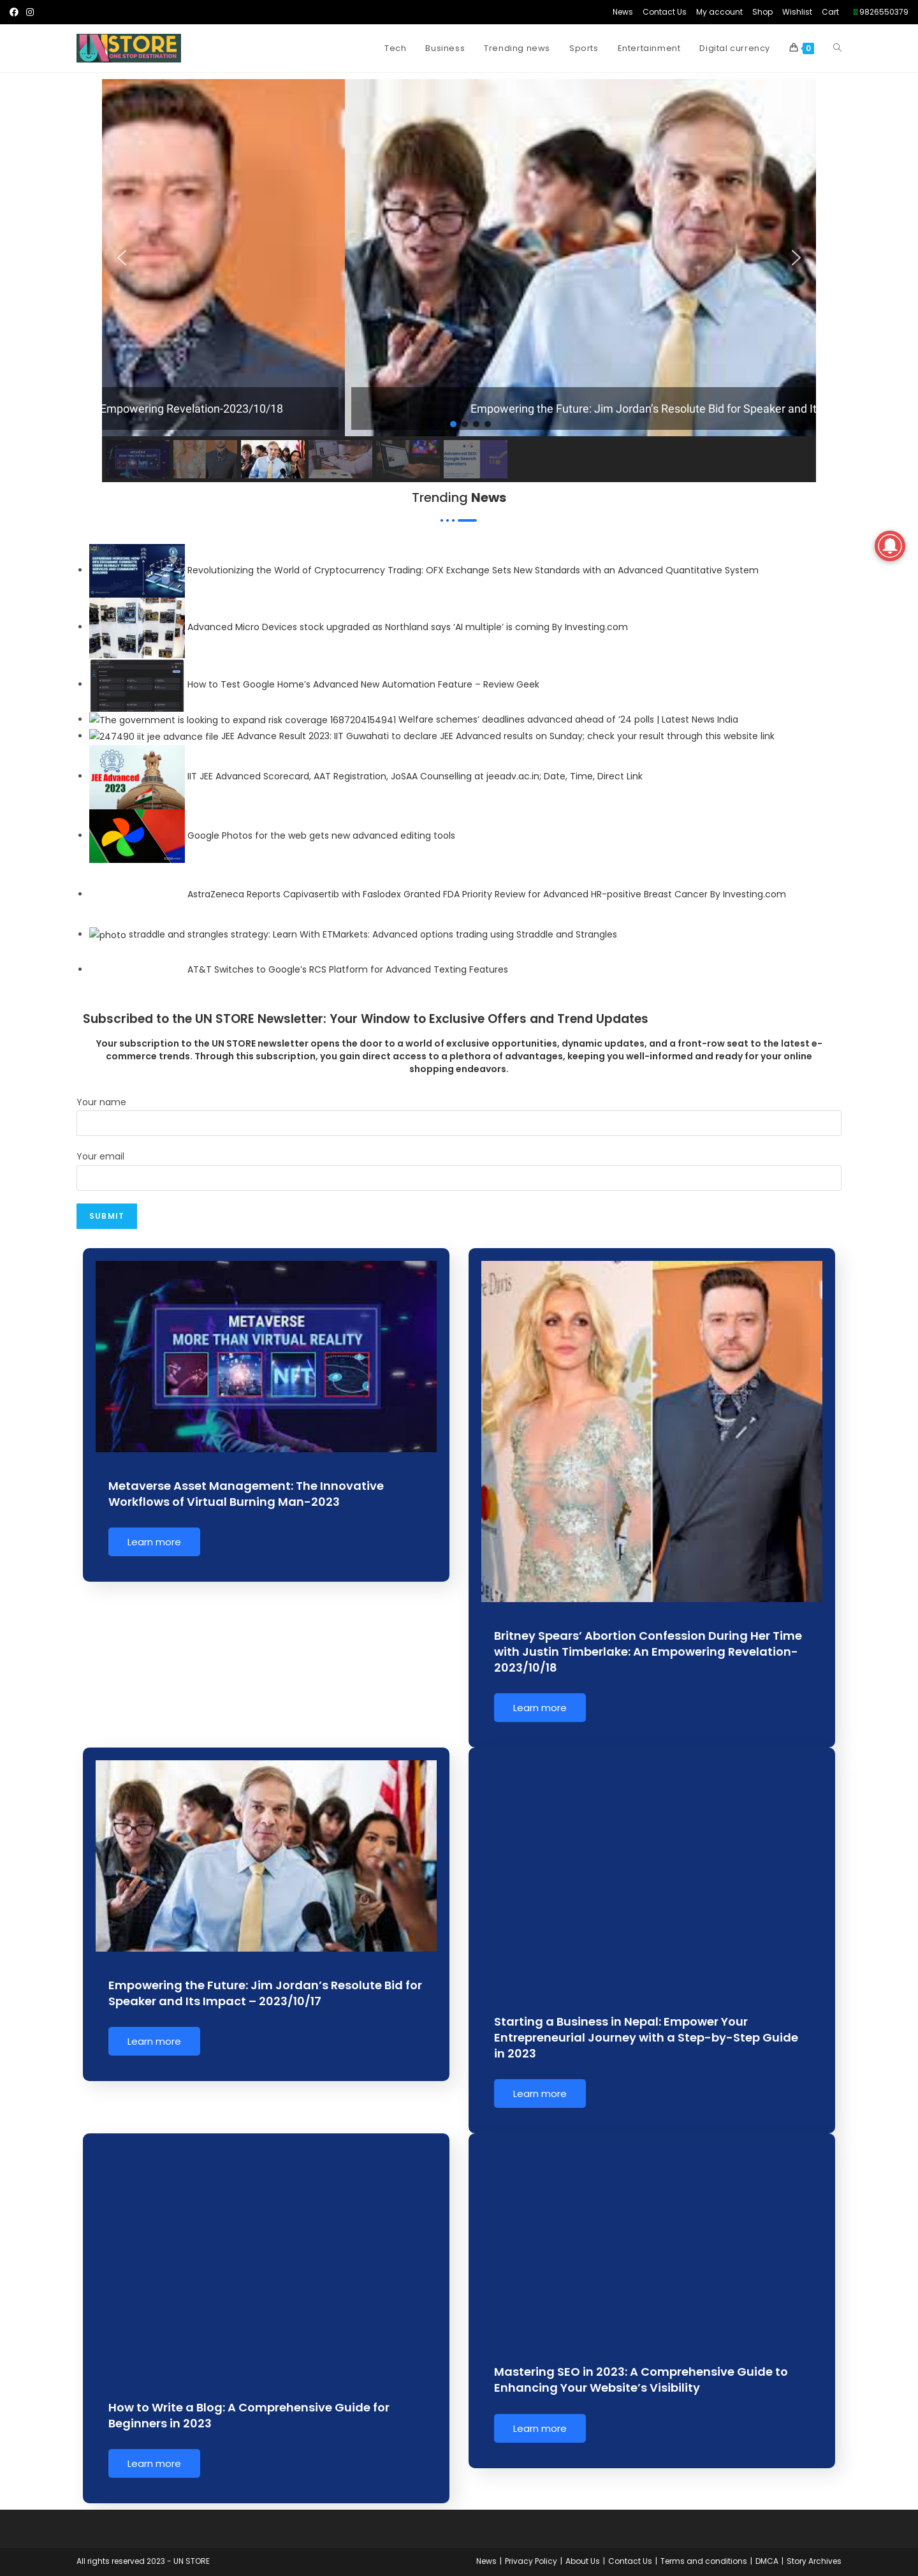 News Contact Us My account Shop Wishlist Cart 9826550379
UNSTORE
ONE STOP DESTINATION
Tech Business Trending news Sports Entertainment Digital currency 0
Empowering Revelation-2023/10/18
Empowering the Future: Jim Jordan's Resolute Bid for Speaker and It
Advanced SEO
Google Search
Operators
Trending News
Revolutionizing the World of Cryptocurrency Trading: OFX Exchange Sets New Standards with an Advanced Quantitative System
Advanced Micro Devices stock upgraded as Northland says ‘AI multiple’ is coming By Investing.com
How to Test Google Home’s Advanced New Automation Feature – Review Geek
The government is looking to expand risk coverage 1687204154941 Welfare schemes’ deadlines advanced ahead of ’24 polls | Latest News India
247490 iit jee advance file JEE Advance Result 2023: IIT Guwahati to declare JEE Advanced results on Sunday; check your result through this website link
JEE Advanced
2023
IIT JEE Advanced Scorecard, AAT Registration, JoSAA Counselling at jeeadv.ac.in; Date, Time, Direct Link
Google Photos for the web gets new advanced editing tools
AstraZeneca Reports Capivasertib with Faslodex Granted FDA Priority Review for Advanced HR-positive Breast Cancer By Investing.com
photo straddle and strangles strategy: Learn With ETMarkets: Advanced options trading using Straddle and Strangles
AT&T Switches to Google’s RCS Platform for Advanced Texting Features
Subscribed to the UN STORE Newsletter: Your Window to Exclusive Offers and Trend Updates
Your subscription to the UN STORE newsletter opens the door to a world of exclusive opportunities, dynamic updates, and a front-row seat to the latest e-
commerce trends. Through this subscription, you gain direct access to a plethora of advantages, keeping you well-informed and ready for your online
shopping endeavors.
Your name
Your email
SUBMIT
METAVERSE
MORE THAN VIRTUAL REALITY
NFT
Metaverse Asset Management: The Innovative
Workflows of Virtual Burning Man-2023
Learn more
e Davis
Britney Spears’ Abortion Confession During Her Time
with Justin Timberlake: An Empowering Revelation-
2023/10/18
Learn more
Empowering the Future: Jim Jordan’s Resolute Bid for
Speaker and Its Impact – 2023/10/17
Learn more
Starting a Business in Nepal: Empower Your
Entrepreneurial Journey with a Step-by-Step Guide
in 2023
Learn more
How to Write a Blog: A Comprehensive Guide for
Beginners in 2023
Learn more
Mastering SEO in 2023: A Comprehensive Guide to
Enhancing Your Website’s Visibility
Learn more
All rights reserved 2023 - UN STORE
News | Privacy Policy | About Us | Contact Us | Terms and conditions | DMCA | Story Archives